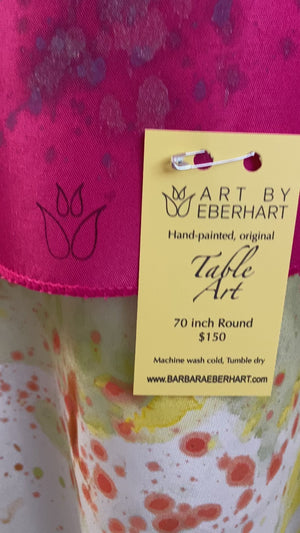 ART BY
EBERHART
Hand-painted, original
Table
Art
70 inch Round
$150
Machine wash cold, Tumble dry
www.BARBARAEBERHART.com